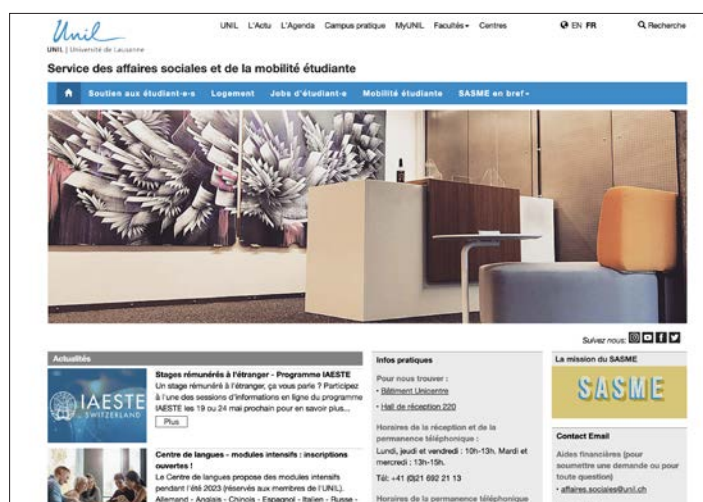 Unil
UNIL | Université de Lausanne
UNIL L'Actu L'Agenda Campus pratique MyUNIL Facultés Centres
EN FR
Recherche
Service des affaires sociales et de la mobilité étudiante
Soutien aux étudiant-e-s Logement Jobs d'étudiant-e Mobilité étudiante SASME en bref
Suivez nous:
Actualités
IAESTE
SWITZERLAND
Stages rémunérés à l'étranger - Programme IAESTE
Un stage rémunéré à l'étranger, ça vous parle ? Participez
à l'une des sessions d'informations en ligne du programme
IAESTE les 19 ou 24 mai prochain pour en savoir plus...
Plus
Centre de langues - modules intensifs : inscriptions
ouvertes !
Le Centre de langues propose des modules intensifs
pendant l'été 2023 (réservés aux membres de l'UNIL).
Allemand - Anglais - Chinois - Espagnol - Italien - Russe -
Infos pratiques
Pour nous trouver :
• Bâtiment Unicentre
• Hall de réception 220
Horaires de la réception et de la
permanence téléphonique :
Lundi, jeudi et vendredi : 10h-13h. Mardi et
mercredi : 13h-15h.
Tél: +41 (0)21 692 21 13
Horaires de la permanence téléphonique
La mission du SASME
SASME
Contact Email
Aides financières (pour
soumettre une demande ou pour
toute question)
• affaires.sociales@unil.ch